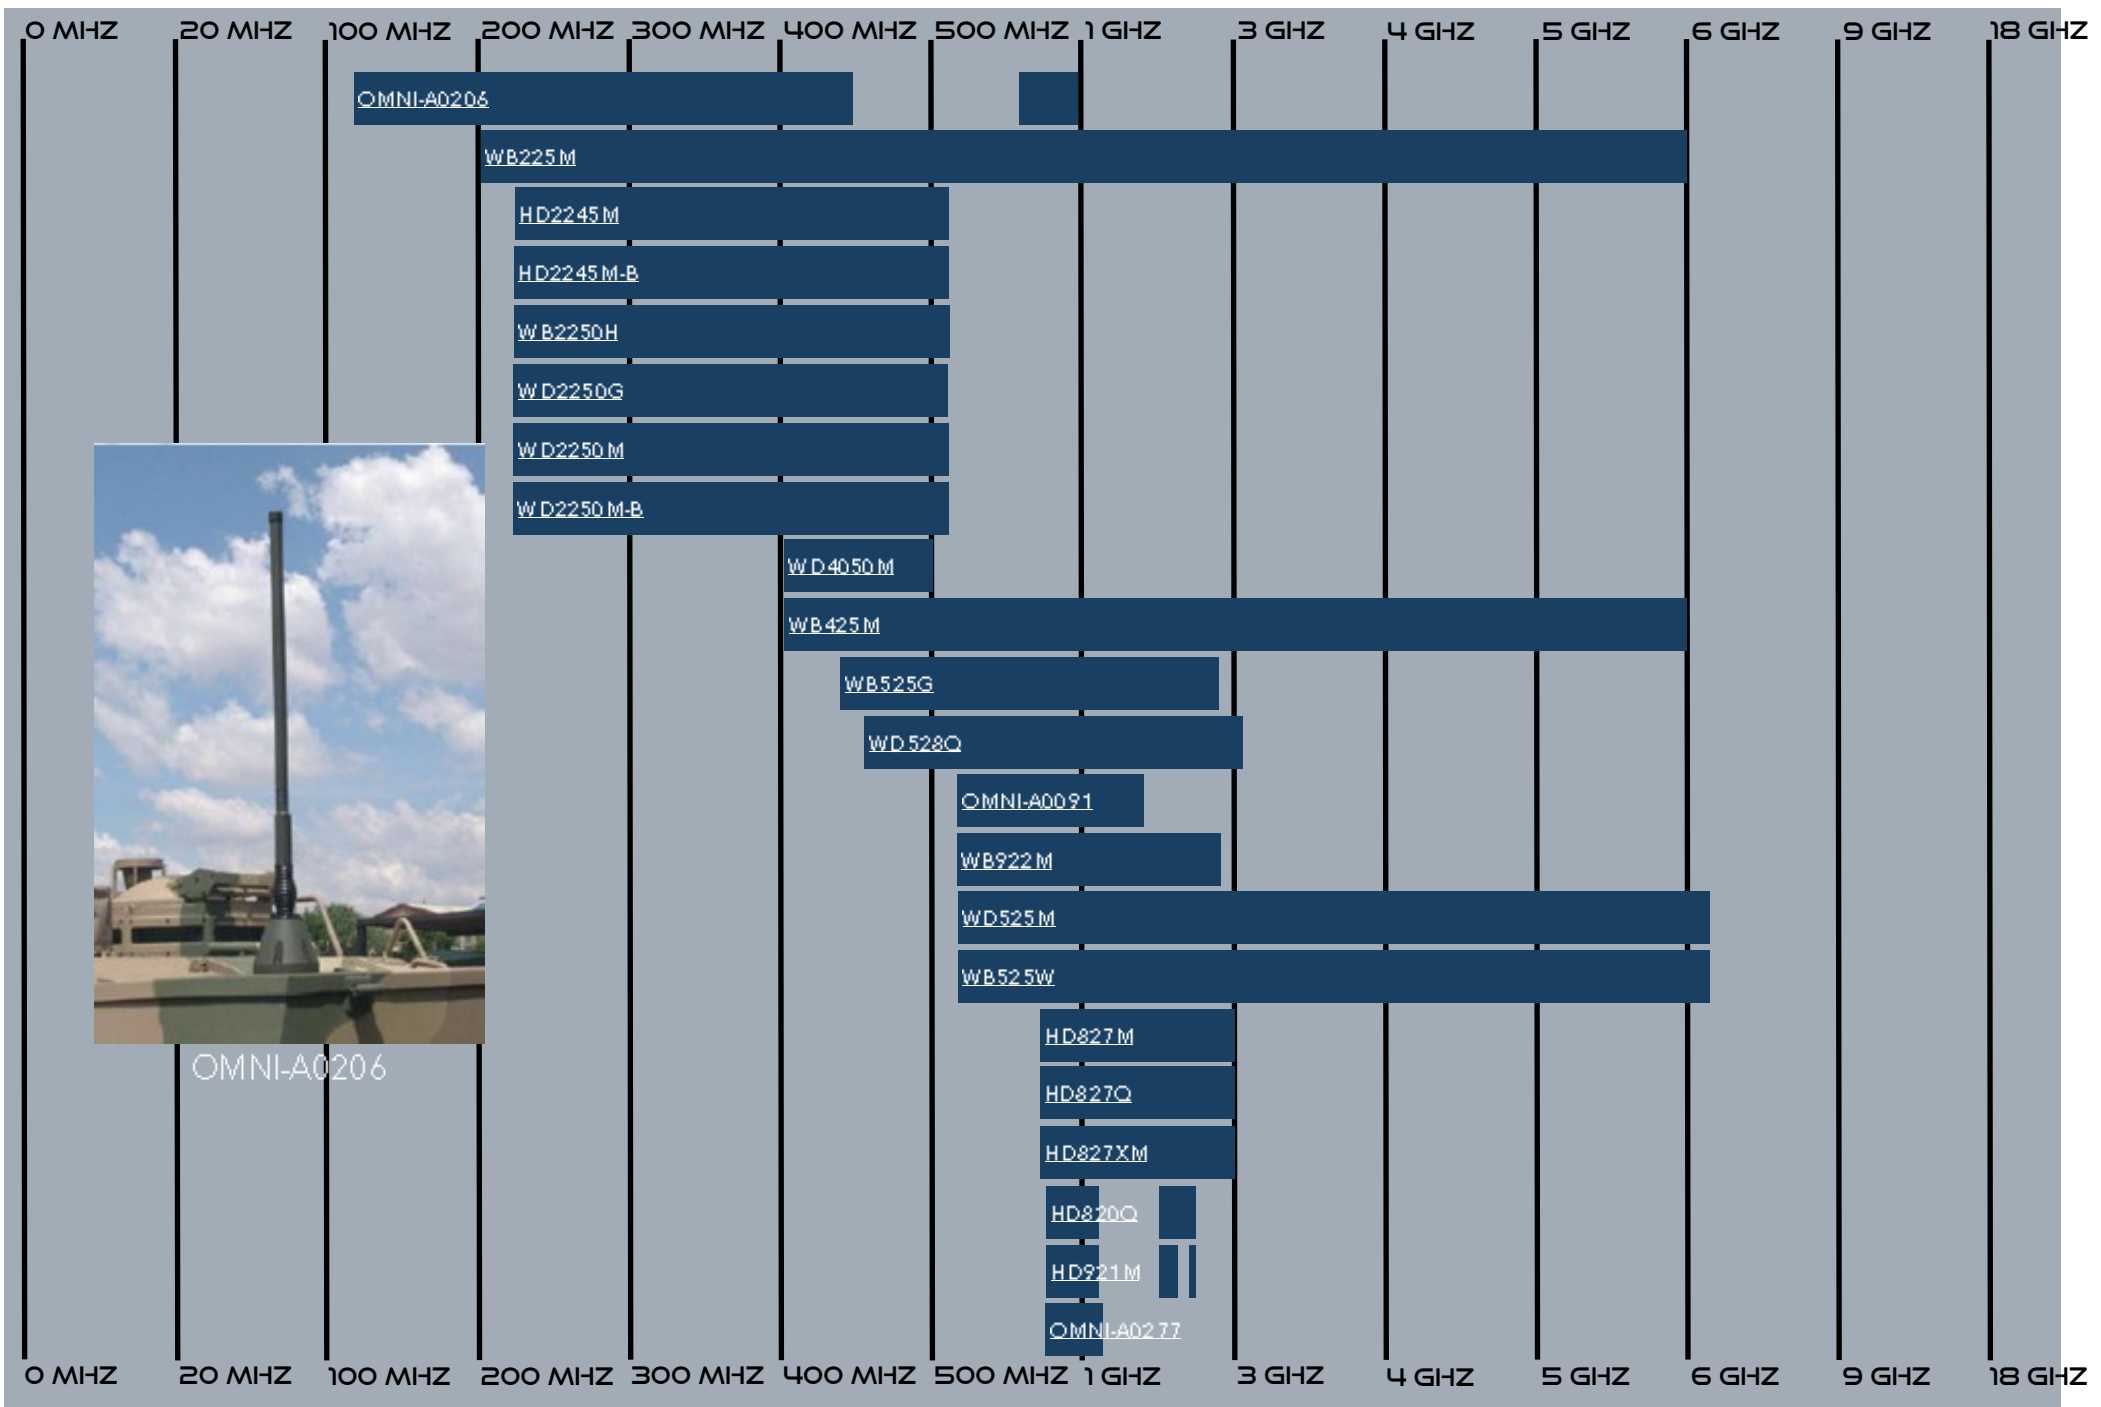 0 MHZ 20 MHZ 100 MHZ 200 MHZ 300 MHZ 400 MHZ 500 MHZ 1 GHZ 3 GHZ 4 GHZ 5 GHZ 6 GHZ 9 GHZ 18 GHZ
OMNI-A0206
WB225M
HD2245M
HD2245M-B
WB2250H
WD2250G
WD2250M
WD2250M-B
WD4050M
WB425M
WB525G
WD528Q
OMNI-A0091
WB922M
WD525M
WB525W
HD827M
OMNI-A0206
HD827Q
HD827XM
HD820Q
HD921M
OMNI-A0277
0 MHZ 20 MHZ 100 MHZ 200 MHZ 300 MHZ 400 MHZ 500 MHZ 1 GHZ 3 GHZ 4 GHZ 5 GHZ 6 GHZ 9 GHZ 18 GHZ